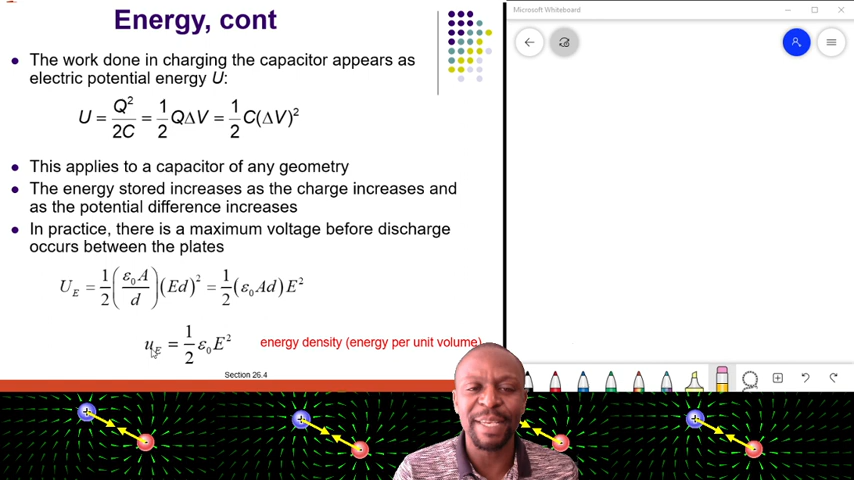 Energy, cont
Microsoft Whiteboard
The work done in charging the capacitor appears as
electric potential energy U:
U = Q²/2C = 1/2 QΔV = 1/2 C(ΔV)²
This applies to a capacitor of any geometry
The energy stored increases as the charge increases and
as the potential difference increases
In practice, there is a maximum voltage before discharge
occurs between the plates
U_E = 1/2 (ε₀A/d) (Ed)² = 1/2 (ε₀Ad) E²
u_E = 1/2 ε₀E² energy density (energy per unit volume)
Section 26.4